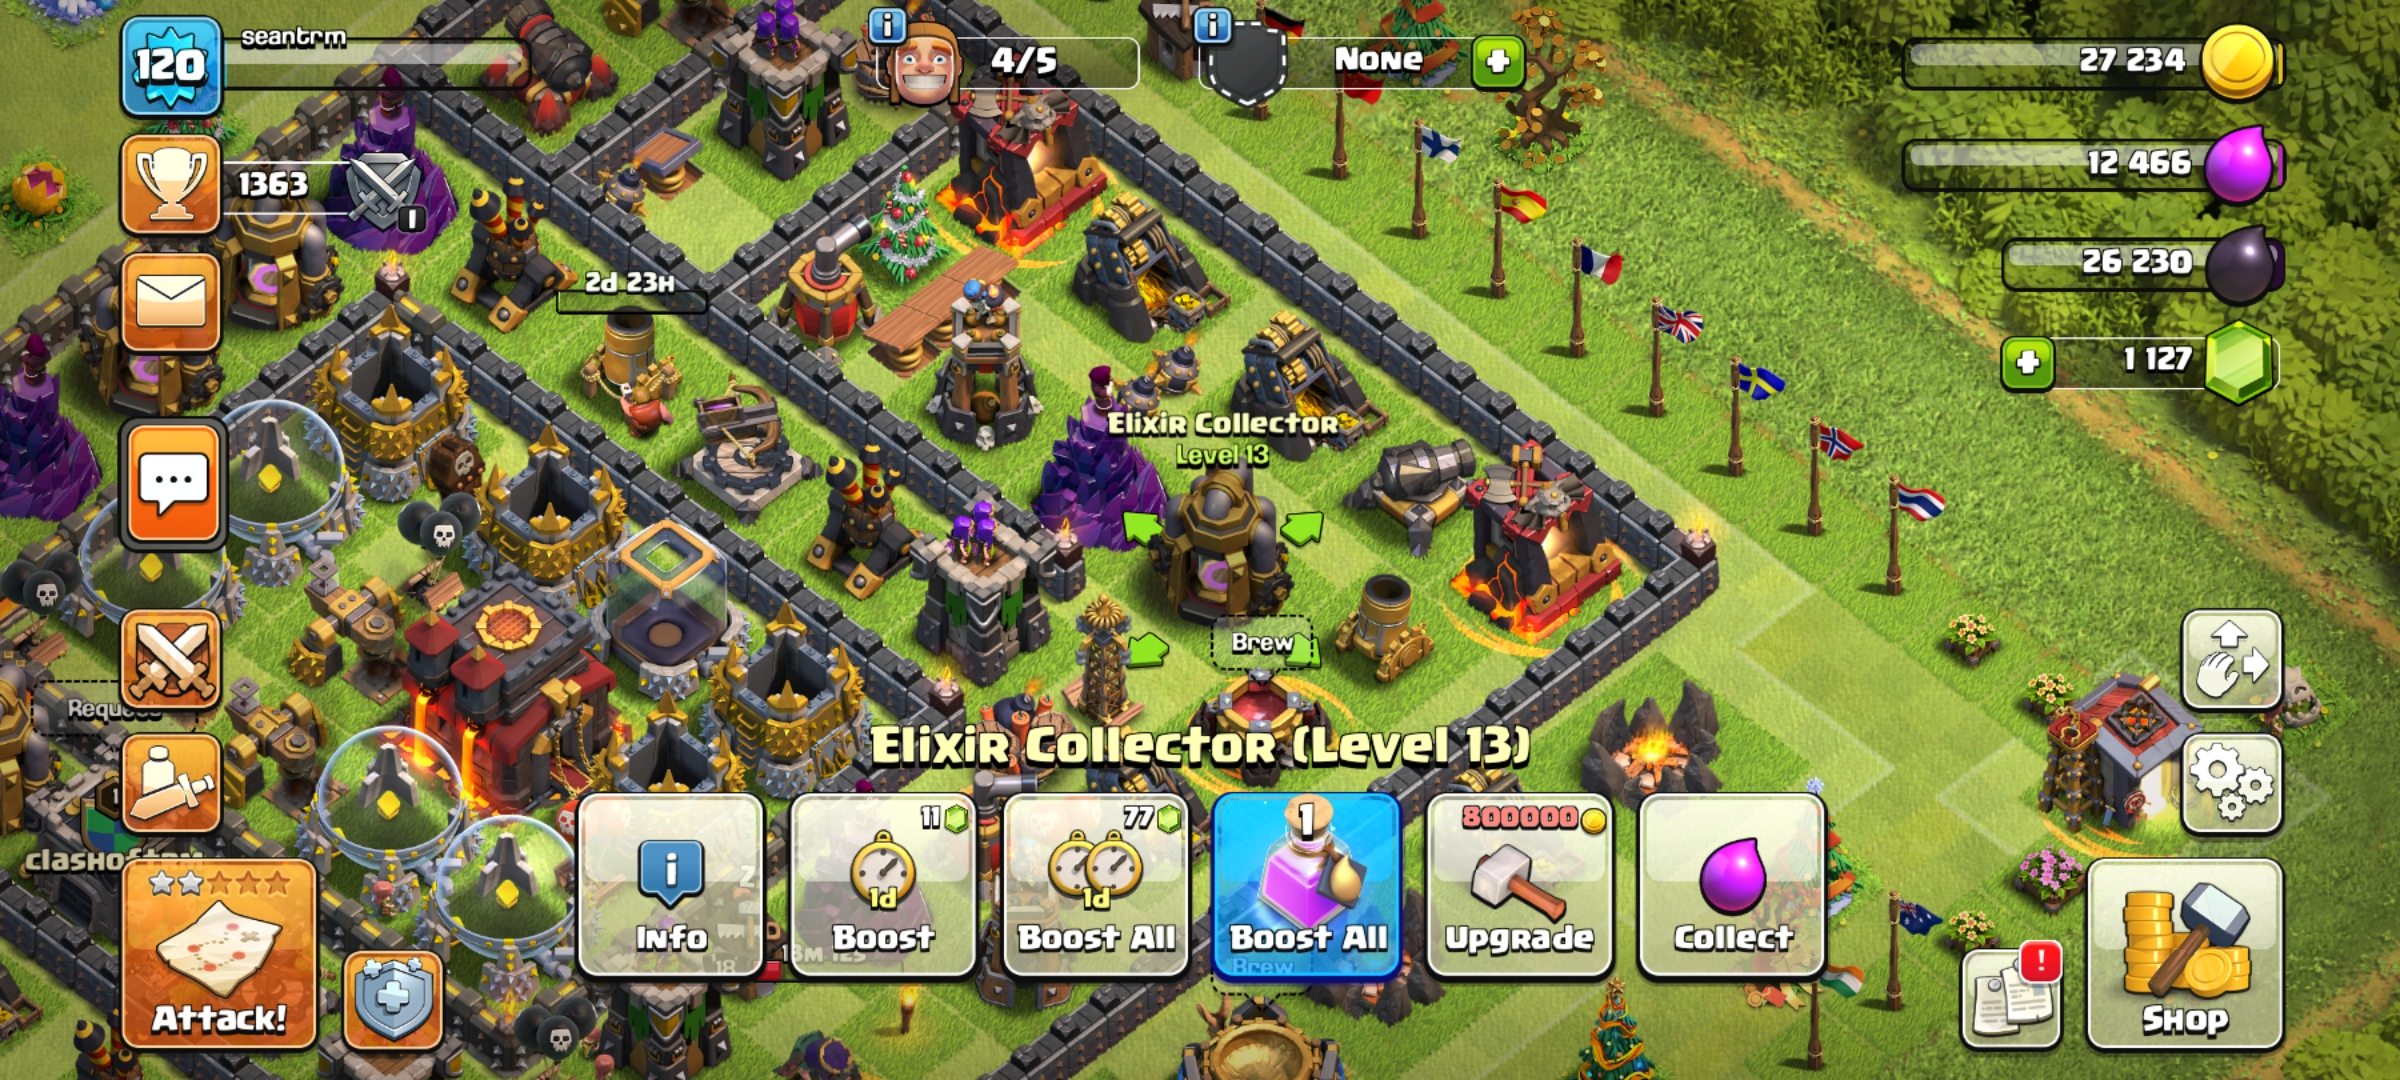 120
seantrm
4/5
None
27 234
1363
I
12 466
26 230
2d 23H
1 127
Elixir Collector
Level 13
Brew
Elixir Collector (Level 13)
Info
11
1d
Boost
77
1d
Boost All
1
Boost All
Brew
800000
Upgrade
Collect
Attack!
!
Shop